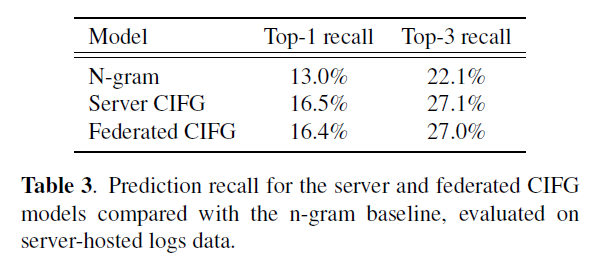 Model Top-1 recall Top-3 recall
N-gram 13.0% 22.1%
Server CIFG 16.5% 27.1%
Federated CIFG 16.4% 27.0%
Table 3. Prediction recall for the server and federated CIFG
models compared with the n-gram baseline, evaluated on
server-hosted logs data.